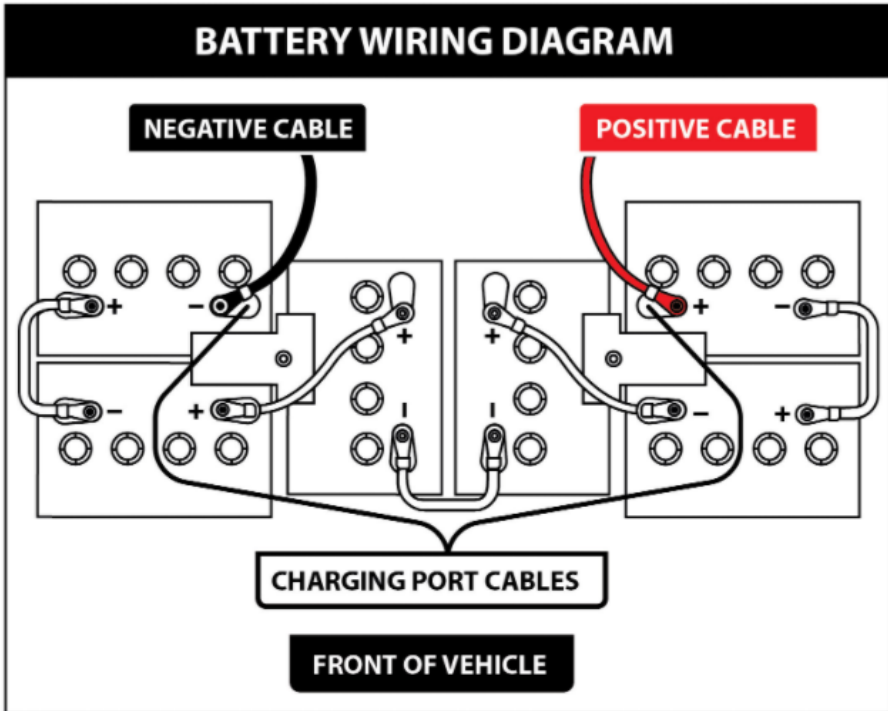 BATTERY WIRING DIAGRAM
NEGATIVE CABLE
POSITIVE CABLE
+
−
+
−
+
+
−
+
−
+
−
−
CHARGING PORT CABLES
FRONT OF VEHICLE